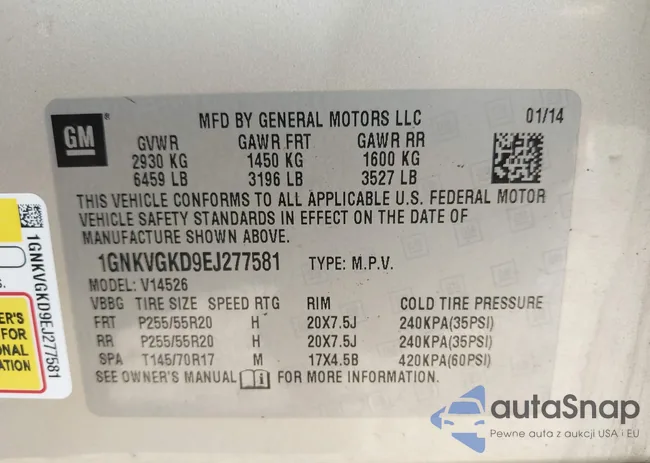 GM
®
MFD BY GENERAL MOTORS LLC
01/14
GVWR GAWR FRT GAWR RR
2930 KG 1450 KG 1600 KG
6459 LB 3196 LB 3527 LB
THIS VEHICLE CONFORMS TO ALL APPLICABLE U.S. FEDERAL MOTOR
VEHICLE SAFETY STANDARDS IN EFFECT ON THE DATE OF
MANUFACTURE SHOWN ABOVE.
1GNKVGKD9EJ277581 TYPE: M.P.V.
MODEL: V14526
VBBG TIRE SIZE SPEED RTG RIM COLD TIRE PRESSURE
FRT P255/55R20 H 20X7.5J 240KPA(35PSI)
RR P255/55R20 H 20X7.5J 240KPA(35PSI)
SPA T145/70R17 M 17X4.5B 420KPA(60PSI)
SEE OWNER'S MANUAL FOR MORE INFORMATION.
1GNKVGKD9EJ277581
FOR
autaSnap
Pewne auta z aukcji USA i EU